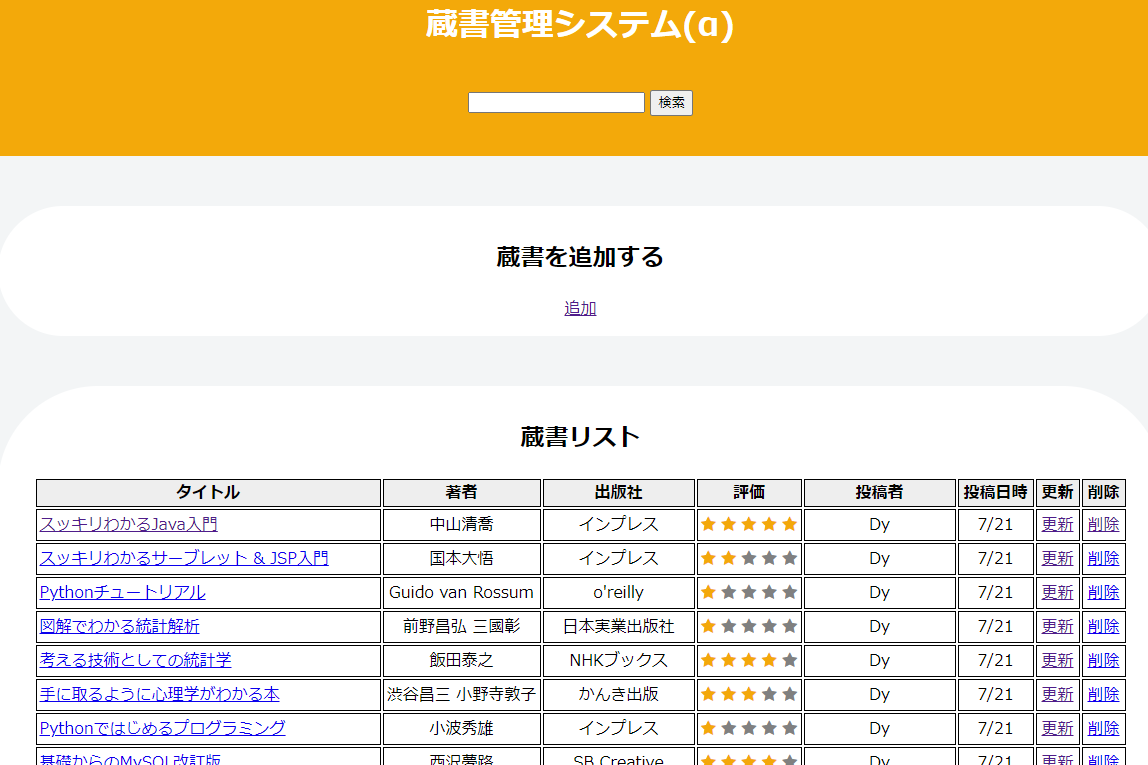 蔵書管理システム(α)
検索
蔵書を追加する
追加
蔵書リスト
タイトル 著者 出版社 評価 投稿者 投稿日時 更新 削除
スッキリわかるJava入門 中山清喬 インプレス ★★★★★ Dy 7/21 更新 削除
スッキリわかるサーブレット & JSP入門 国本大悟 インプレス ★★★★★ Dy 7/21 更新 削除
Pythonチュートリアル Guido van Rossum o'reilly ★★★★★ Dy 7/21 更新 削除
図解でわかる統計解析 前野昌弘 三國彰 日本実業出版社 ★★★★★ Dy 7/21 更新 削除
考える技術としての統計学 飯田泰之 NHKブックス ★★★★★ Dy 7/21 更新 削除
手に取るように心理学がわかる本 渋谷昌三 小野寺敦子 かんき出版 ★★★★★ Dy 7/21 更新 削除
Pythonではじめるプログラミング 小波秀雄 インプレス ★★★★★ Dy 7/21 更新 削除
基礎からのMySQL改訂版 西沢夢路 SB Creative ★★★★★ Dy 7/21 更新 削除